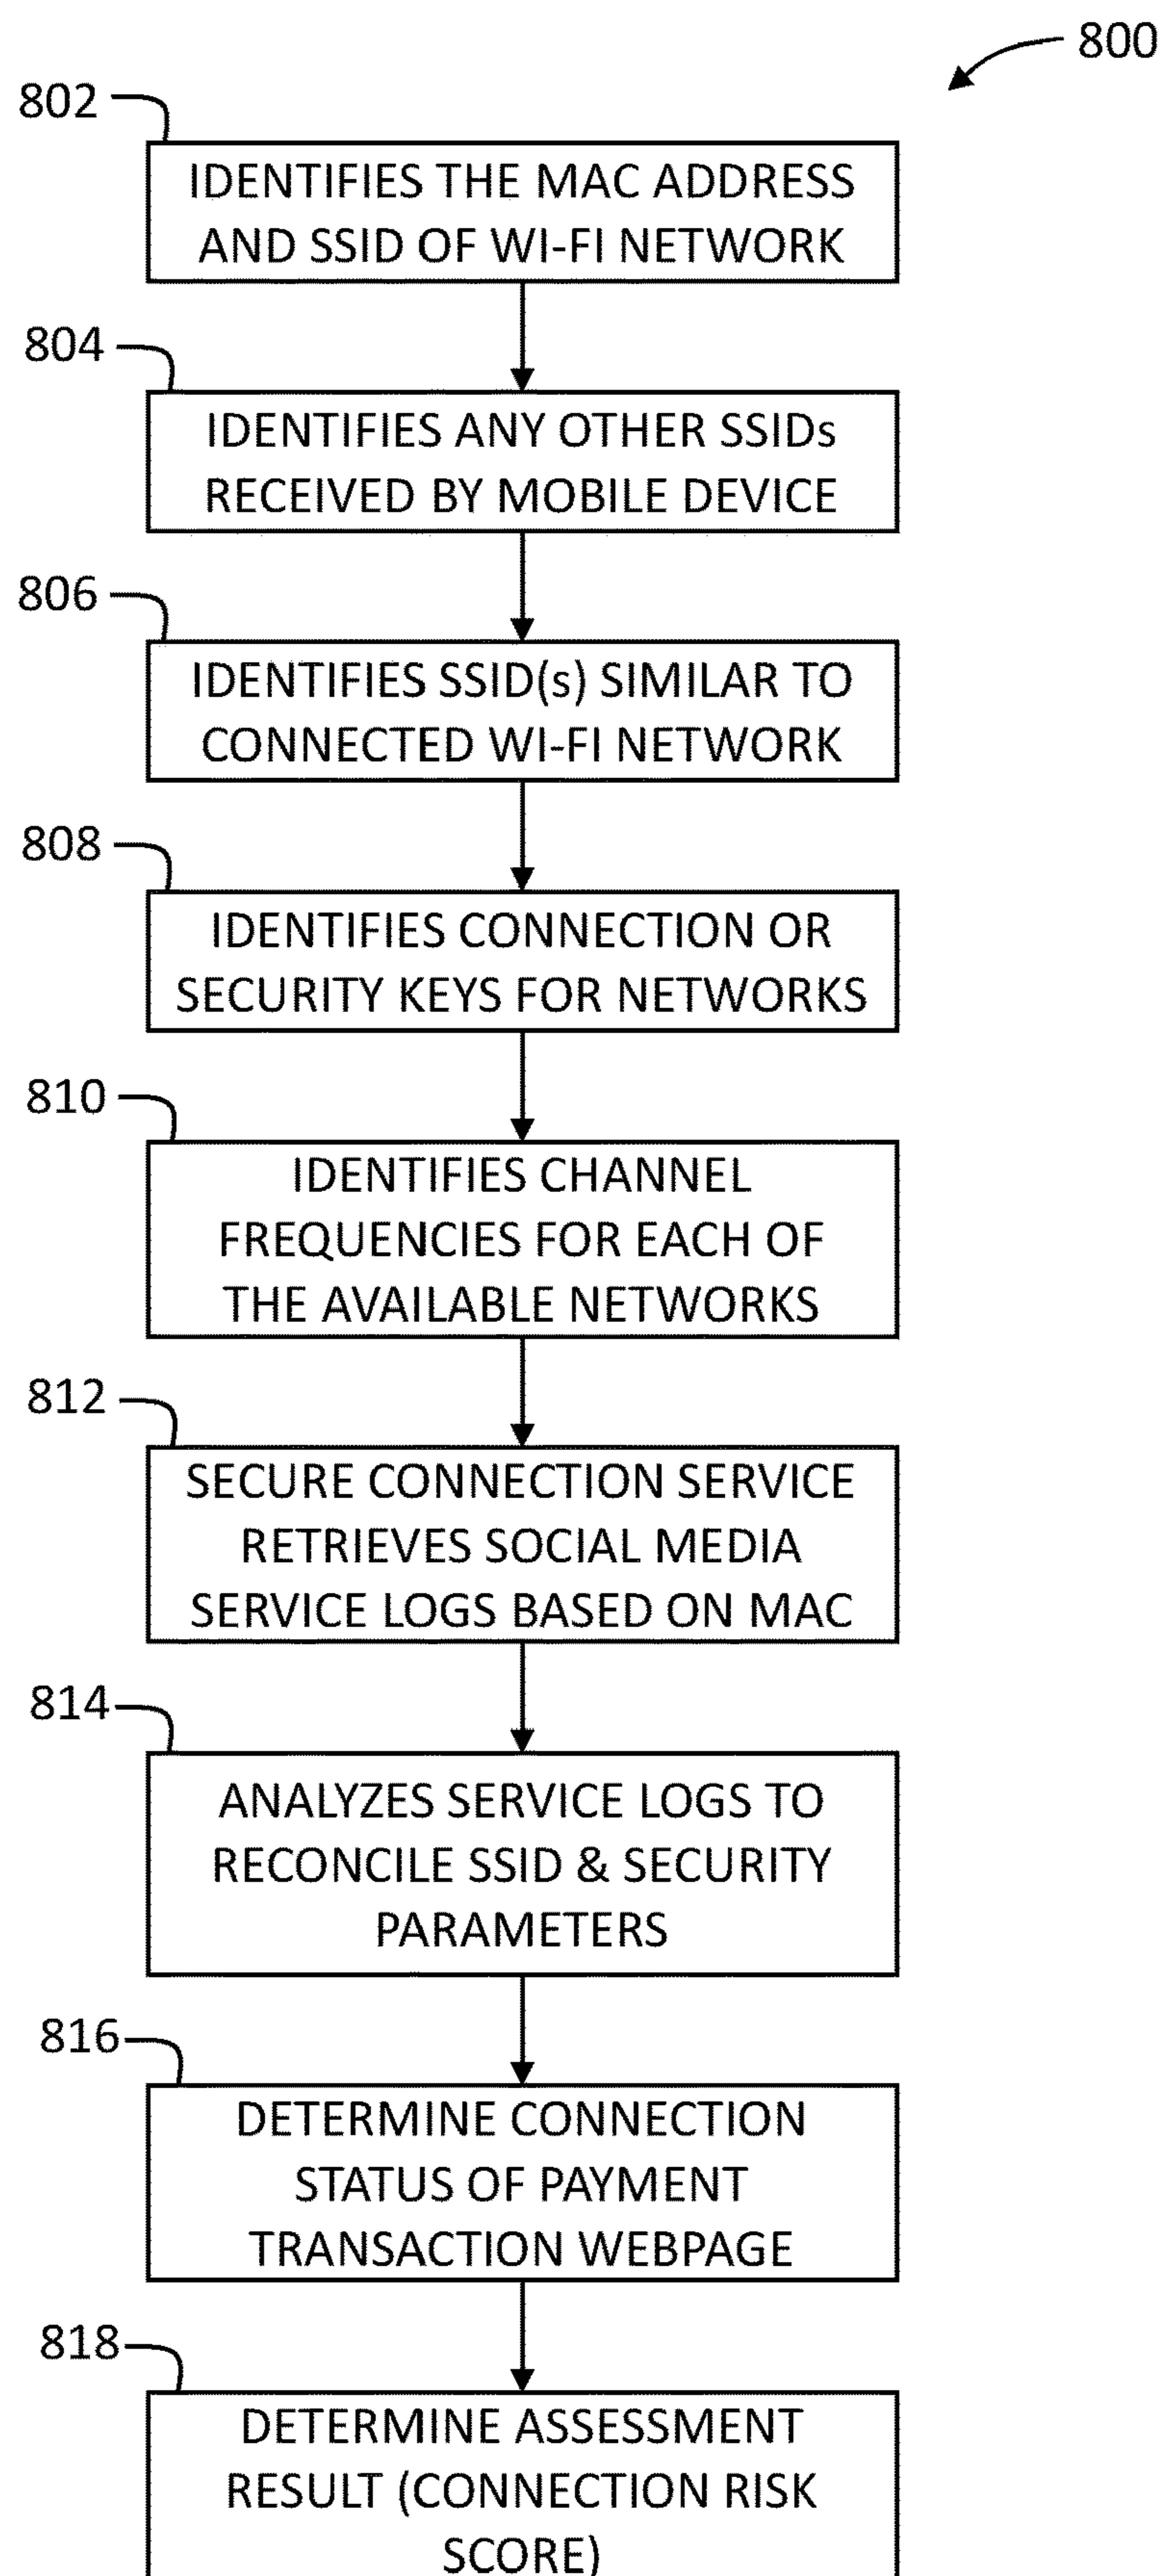 800
802
IDENTIFIES THE MAC ADDRESS
AND SSID OF WI-FI NETWORK
804
IDENTIFIES ANY OTHER SSIDs
RECEIVED BY MOBILE DEVICE
806
IDENTIFIES SSID(s) SIMILAR TO
CONNECTED WI-FI NETWORK
808
IDENTIFIES CONNECTION OR
SECURITY KEYS FOR NETWORKS
810
IDENTIFIES CHANNEL
FREQUENCIES FOR EACH OF
THE AVAILABLE NETWORKS
812
SECURE CONNECTION SERVICE
RETRIEVES SOCIAL MEDIA
SERVICE LOGS BASED ON MAC
814
ANALYZES SERVICE LOGS TO
RECONCILE SSID & SECURITY
PARAMETERS
816
DETERMINE CONNECTION
STATUS OF PAYMENT
TRANSACTION WEBPAGE
818
DETERMINE ASSESSMENT
RESULT (CONNECTION RISK
SCORE)